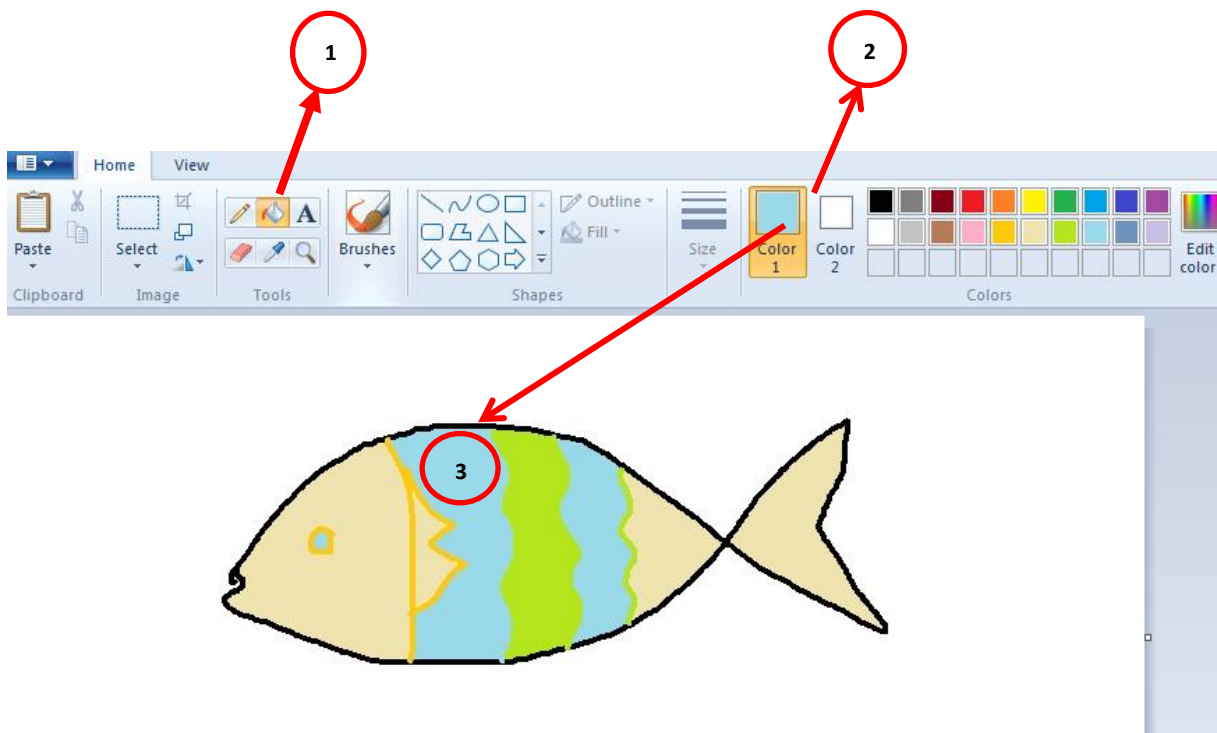 1
2
Home View
Paste
Select
A
Brushes
Outline
Fill
Size
Color 1
Color 2
Edit color
Clipboard
Image
Tools
Shapes
Colors
3